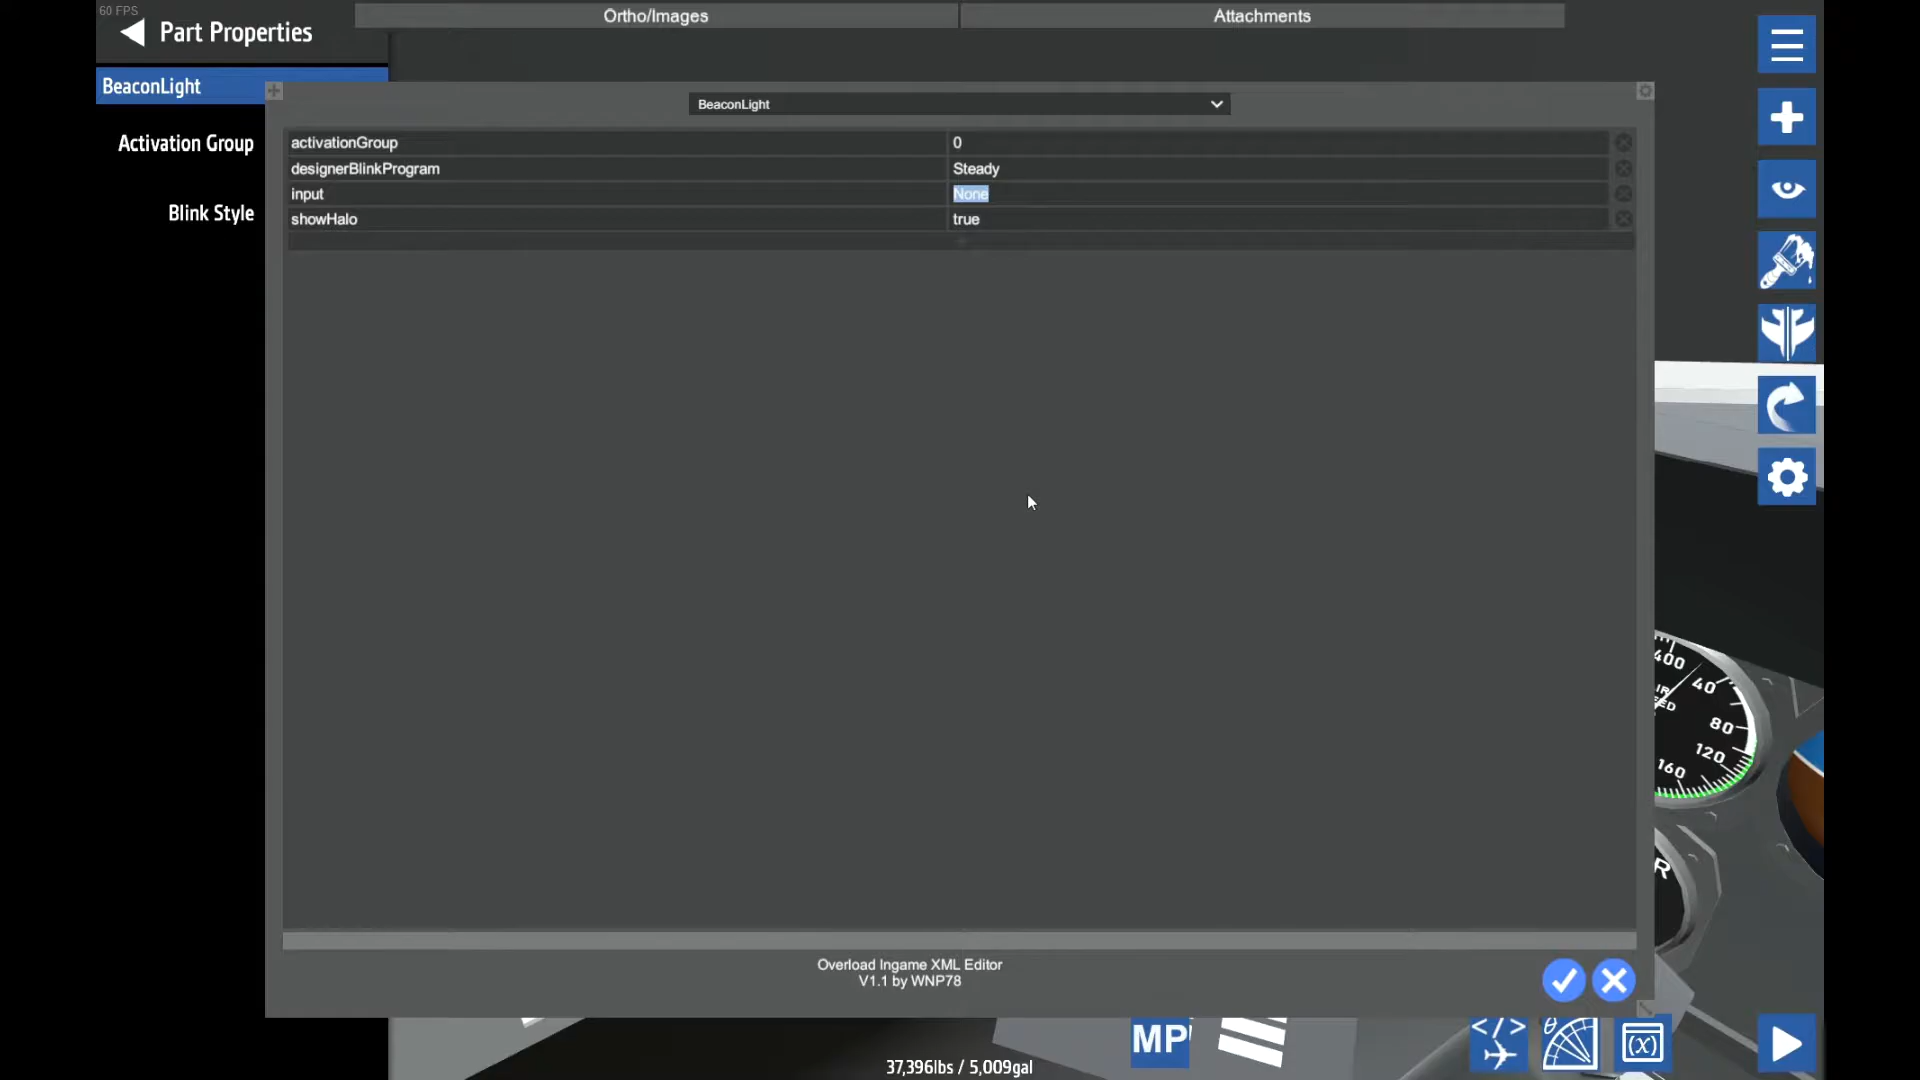 60 FPS
Part Properties
Ortho/Images
Attachments
BeaconLight
BeaconLight
Activation Group
Blink Style
activationGroup
0
designerBlinkProgram
Steady
input
None
showHalo
true
400
40
80
120
160
R
Overload Ingame XML Editor
V1.1 by WNP78
MP
</>
θ
(x)
37,396lbs / 5,009gal